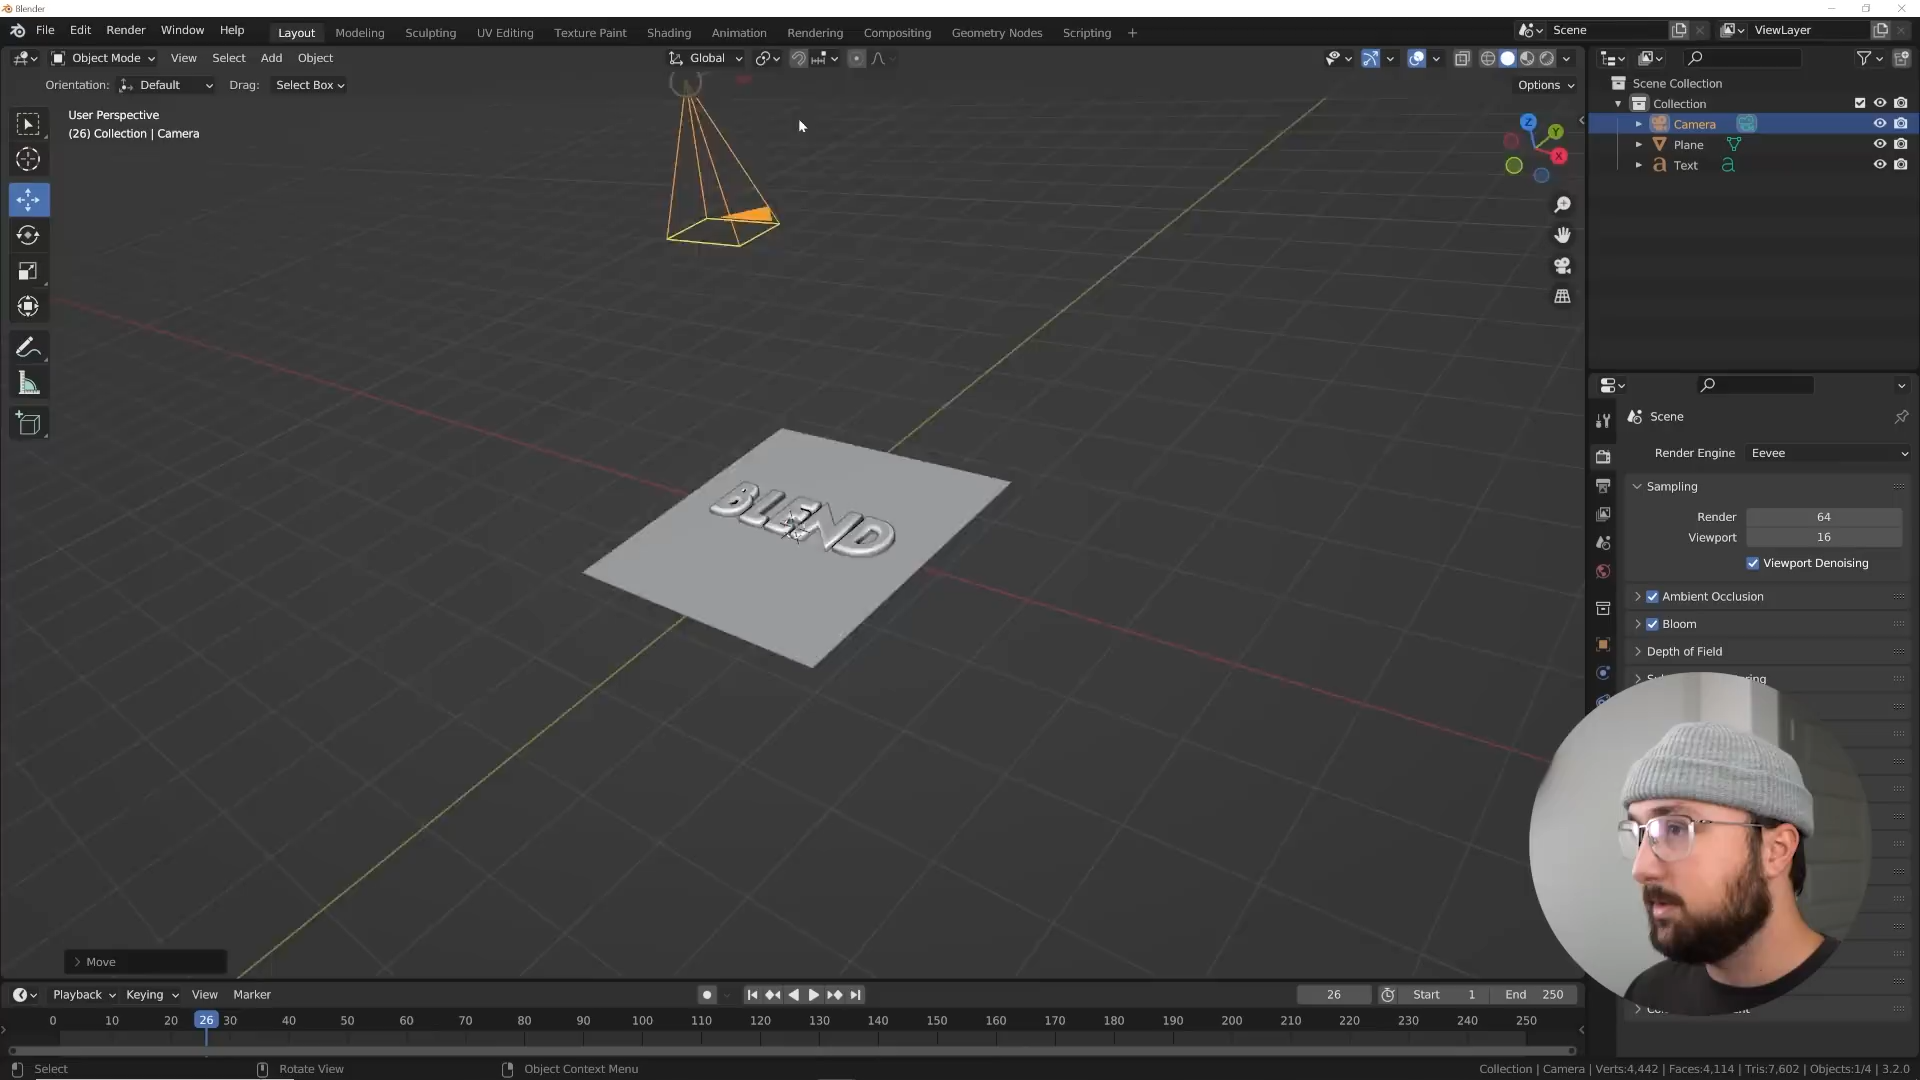 Blender
File Edit Render Window Help
Layout Modeling Sculpting UV Editing Texture Paint Shading Animation Rendering Compositing Geometry Nodes Scripting +
Scene
ViewLayer
Object Mode View Select Add Object
Global
Orientation: Default Drag: Select Box
Options
User Perspective
(26) Collection | Camera
Z
Y
X
Scene Collection
Collection
Camera
Plane
Text
BLEND
Scene
Render Engine Eevee
Sampling
Render 64
Viewport 16
Viewport Denoising
Ambient Occlusion
Bloom
Depth of Field
Move
Playback Keying View Marker
26 Start 1 End 250
0 10 20 26 30 40 50 60 70 80 90 100 110 120 130 140 150 160 170 180 190 200 210 220 230 240 250
Select Rotate View Object Context Menu
Collection | Camera | Verts:4,442 | Faces:4,114 | Tris:7,602 | Objects:1/4 | 3.2.0